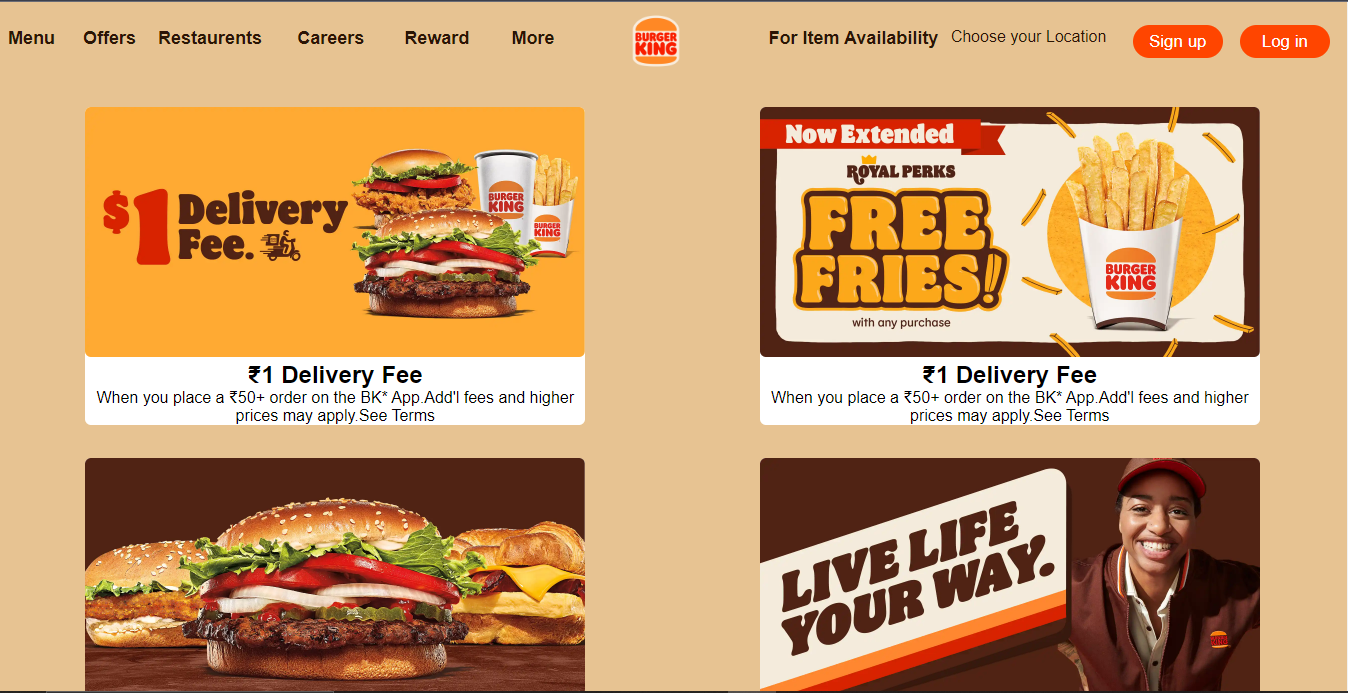 Menu Offers Restaurents Careers Reward More
BURGER
KING
For Item Availability Choose your Location Sign up Log in
$1 Delivery
Fee.
BURGER
KING
BURGER
KING
₹1 Delivery Fee
When you place a ₹50+ order on the BK* App.Add'l fees and higher
prices may apply.See Terms
Now Extended
ROYAL PERKS
FREE
FRIES!
with any purchase
BURGER
KING
₹1 Delivery Fee
When you place a ₹50+ order on the BK* App.Add'l fees and higher
prices may apply.See Terms
LIVE LIFE
YOUR WAY.